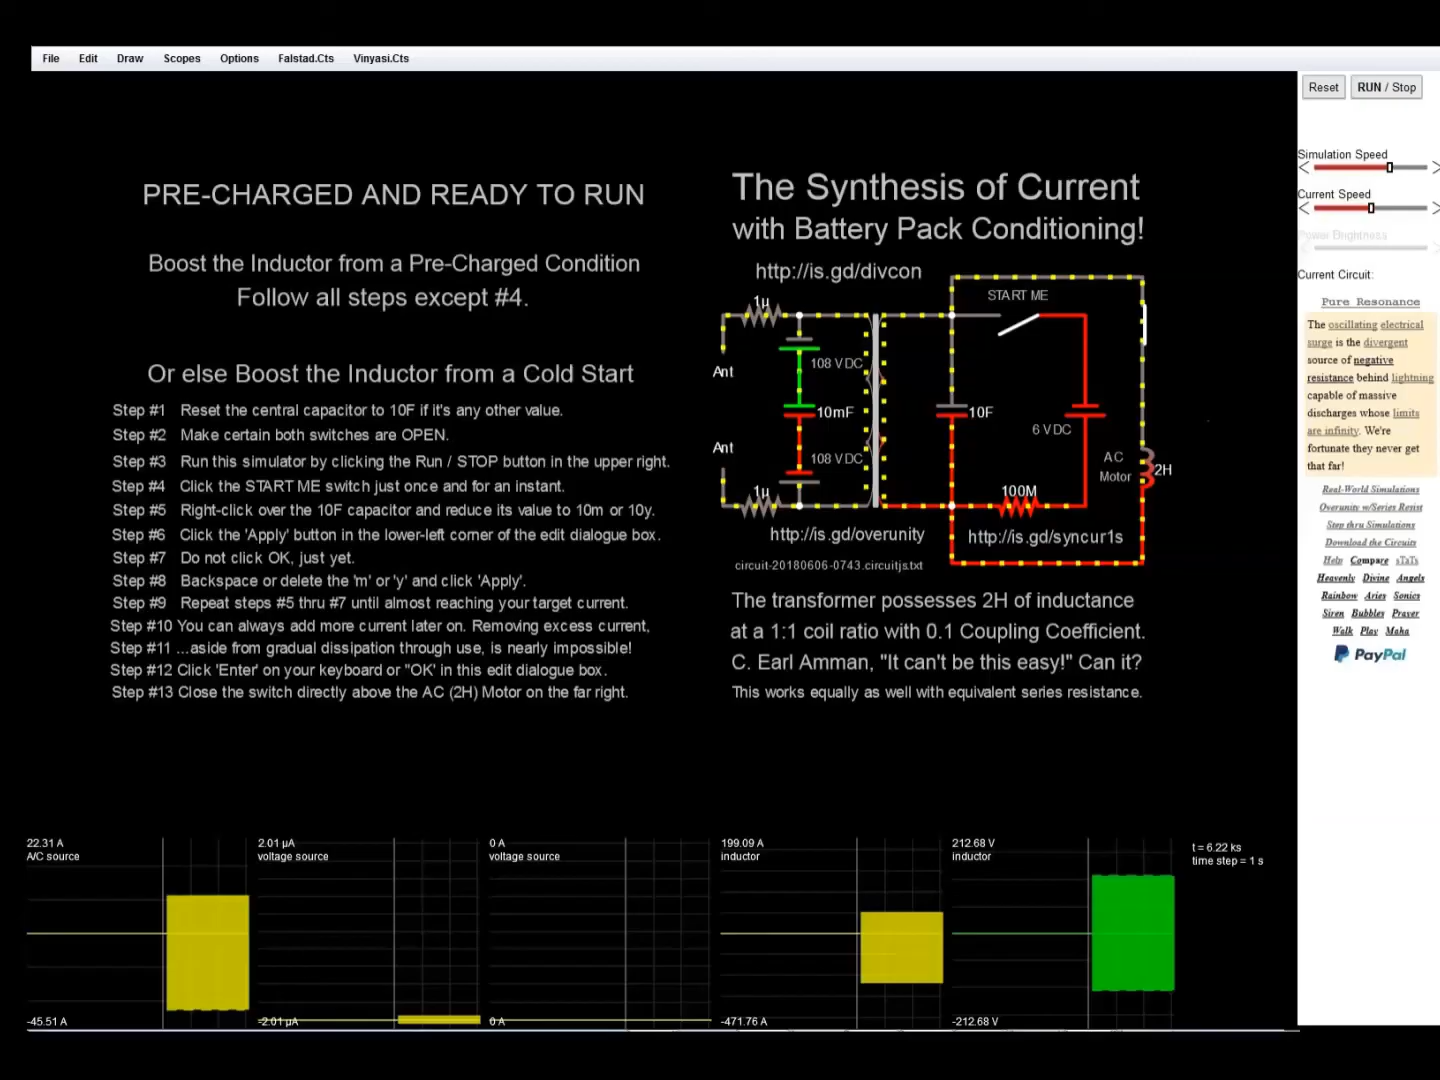 File Edit Draw Scopes Options Falstad.Cts Vinyasi.Cts
Reset RUN / Stop
Simulation Speed
Current Speed
Power Brightness
Current Circuit:
Pure Resonance
The oscillating electrical
surge is the divergent
source of negative
resistance behind lightning
capable of massive
discharges whose limits
are infinity. We're
fortunate they never get
that far!
Real-World Simulations
Overunity w/Series Resist
Step thru Simulations
Download the Circuits
Help Compare sTaTs
Heavenly Divine Angels
Rainbow Aries Sonics
Siren Bubbles Prayer
Walk Play Maha
PayPal
PRE-CHARGED AND READY TO RUN
Boost the Inductor from a Pre-Charged Condition
Follow all steps except #4.
Or else Boost the Inductor from a Cold Start
Step #1 Reset the central capacitor to 10F if it's any other value.
Step #2 Make certain both switches are OPEN.
Step #3 Run this simulator by clicking the Run / STOP button in the upper right.
Step #4 Click the START ME switch just once and for an instant.
Step #5 Right-click over the 10F capacitor and reduce its value to 10m or 10y.
Step #6 Click the 'Apply' button in the lower-left corner of the edit dialogue box.
Step #7 Do not click OK, just yet.
Step #8 Backspace or delete the 'm' or 'y' and click 'Apply'.
Step #9 Repeat steps #5 thru #7 until almost reaching your target current.
Step #10 You can always add more current later on. Removing excess current,
Step #11 ...aside from gradual dissipation through use, is nearly impossible!
Step #12 Click 'Enter' on your keyboard or "OK" in this edit dialogue box.
Step #13 Close the switch directly above the AC (2H) Motor on the far right.
The Synthesis of Current
with Battery Pack Conditioning!
http://is.gd/divcon
START ME
1μ
108 VDC
Ant
10mF
10F
6 VDC
Ant
108 VDC
AC
Motor
2H
1μ
100M
http://is.gd/overunity
http://is.gd/syncur1s
circuit-20180606-0743.circuitjs.txt
The transformer possesses 2H of inductance
at a 1:1 coil ratio with 0.1 Coupling Coefficient.
C. Earl Amman, "It can't be this easy!" Can it?
This works equally as well with equivalent series resistance.
22.31 A
A/C source
-45.51 A
2.01 μA
voltage source
-2.01 μA
0 A
voltage source
0 A
199.09 A
inductor
-471.76 A
212.68 V
inductor
-212.68 V
t = 6.22 ks
time step = 1 s